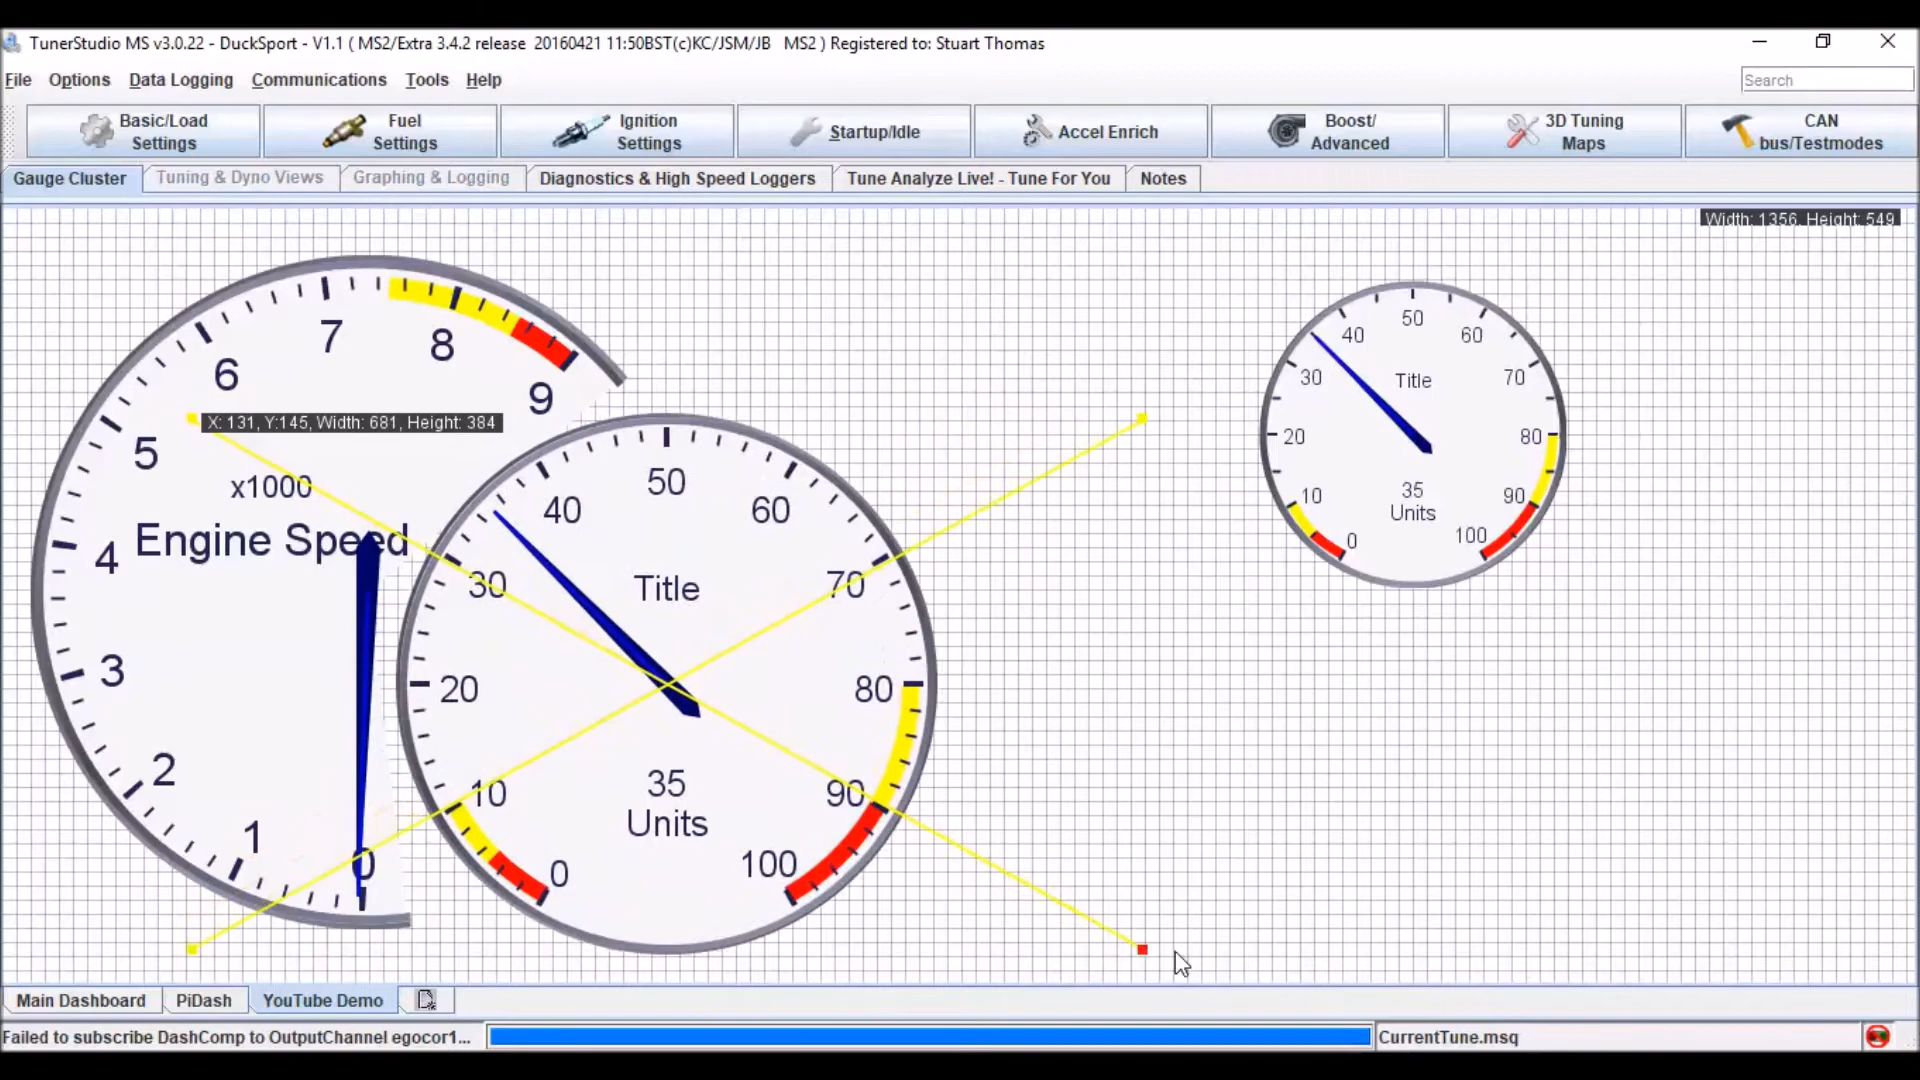 TunerStudio MS v3.0.22 - DuckSport - V1.1 ( MS2/Extra 3.4.2 release  20160421 11:50BST(c)KC/JSM/JB   MS2 ) Registered to: Stuart Thomas
File Options Data Logging Communications Tools Help
Search
Basic/Load Settings
Fuel Settings
Ignition Settings
Startup/Idle
Accel Enrich
Boost/ Advanced
3D Tuning Maps
CAN bus/Testmodes
Gauge Cluster
Tuning & Dyno Views
Graphing & Logging
Diagnostics & High Speed Loggers
Tune Analyze Live! - Tune For You
Notes
Width: 1356, Height: 549
0 1 2 3 4 5 6 7 8 9
x1000
Engine Speed
X: 131, Y:145, Width: 681, Height: 384
0 10 20 30 40 50 60 70 80 90 100
Title
35
Units
0 10 20 30 40 50 60 70 80 90 100
Title
35
Units
Main Dashboard
PiDash
YouTube Demo
Failed to subscribe DashComp to OutputChannel egocor1...
CurrentTune.msq